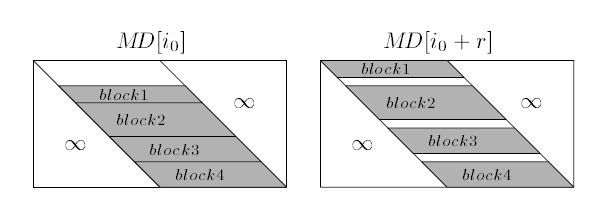 MD[i₀]
∞
∞
block1
block2
block3
block4
MD[i₀ + r]
∞
∞
block1
block2
block3
block4